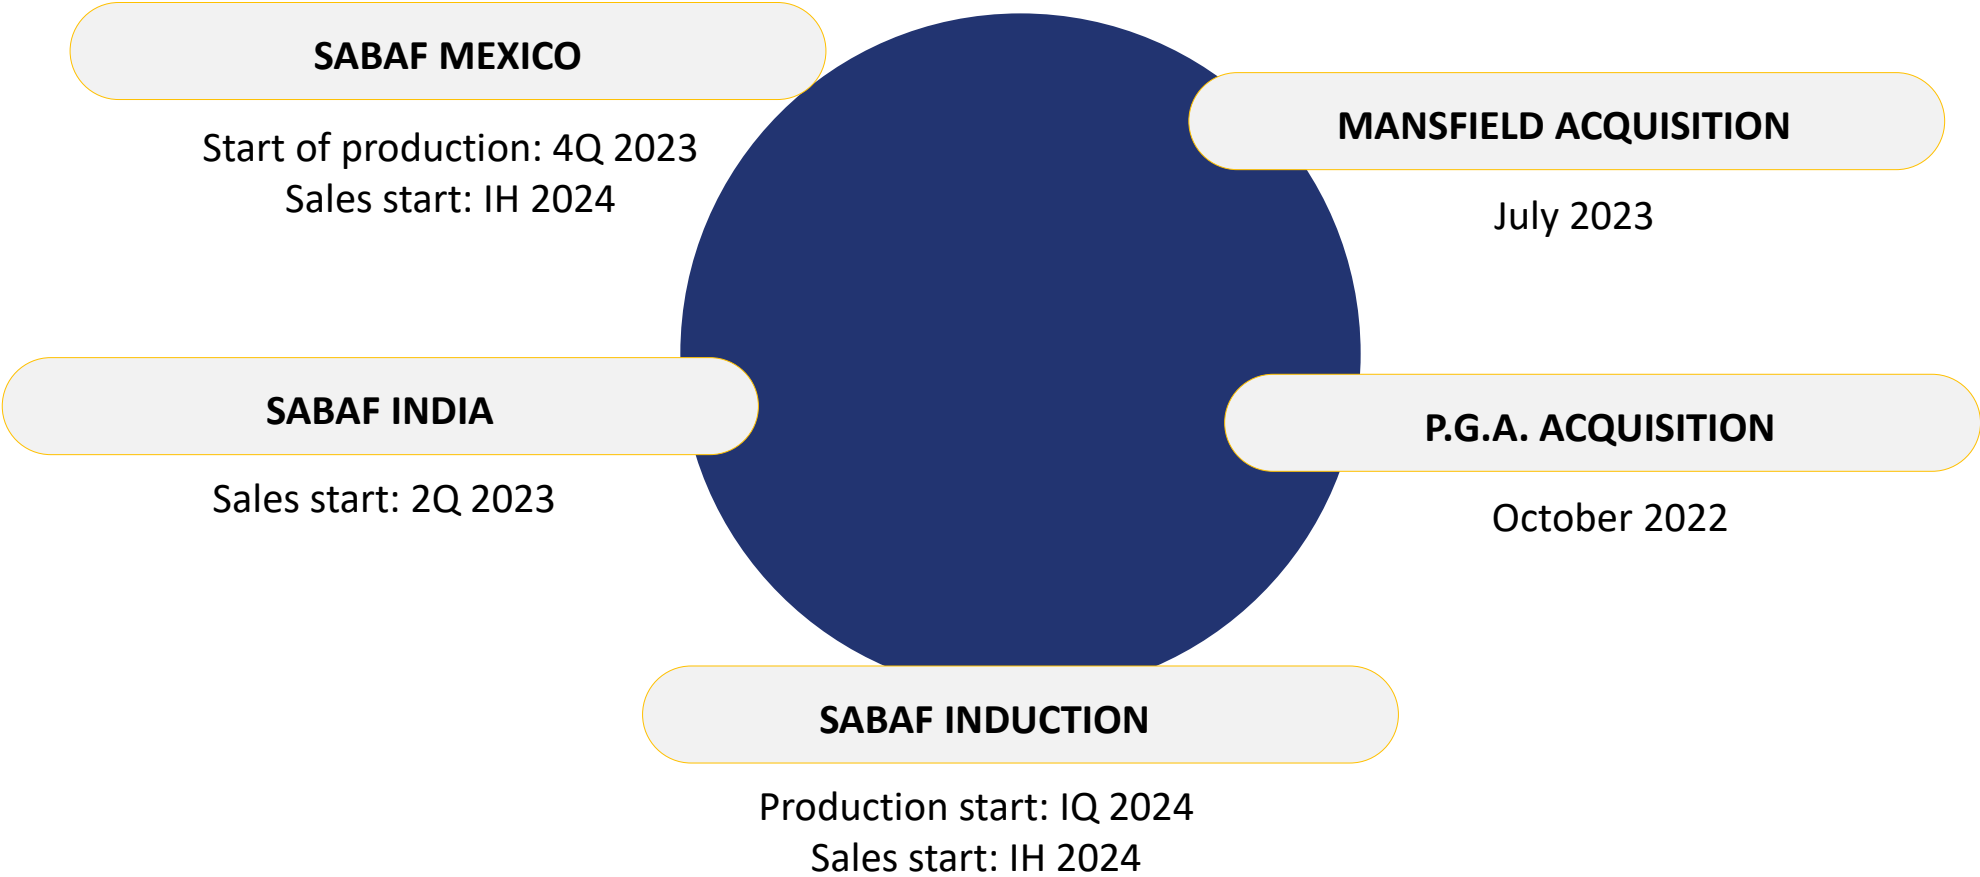 SABAF MEXICO
Start of production: 4Q 2023
Sales start: IH 2024
MANSFIELD ACQUISITION
July 2023
SABAF INDIA
Sales start: 2Q 2023
P.G.A. ACQUISITION
October 2022
SABAF INDUCTION
Production start: IQ 2024
Sales start: IH 2024